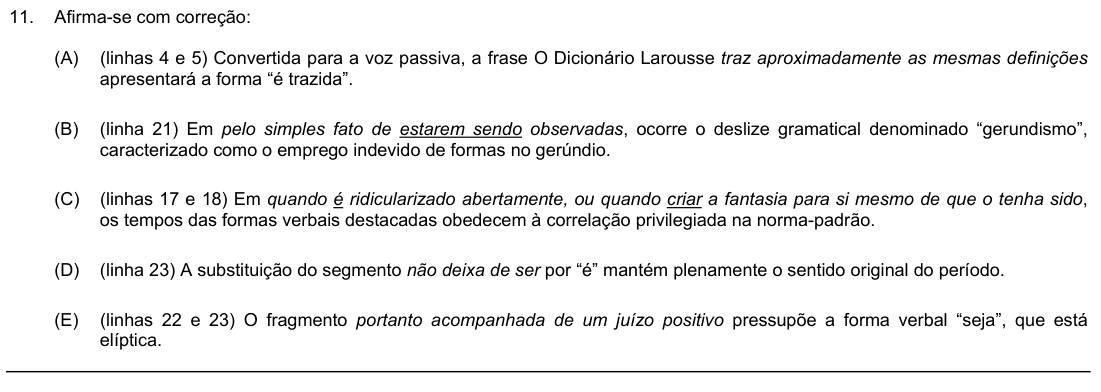 11. Afirma-se com correção:
(A) (linhas 4 e 5) Convertida para a voz passiva, a frase O Dicionário Larousse traz aproximadamente as mesmas definições
apresentará a forma “é trazida”.
(B) (linha 21) Em pelo simples fato de estarem sendo observadas, ocorre o deslize gramatical denominado “gerundismo”,
caracterizado como o emprego indevido de formas no gerúndio.
(C) (linhas 17 e 18) Em quando é ridicularizado abertamente, ou quando criar a fantasia para si mesmo de que o tenha sido,
os tempos das formas verbais destacadas obedecem à correlação privilegiada na norma-padrão.
(D) (linha 23) A substituição do segmento não deixa de ser por “é” mantém plenamente o sentido original do período.
(E) (linhas 22 e 23) O fragmento portanto acompanhada de um juízo positivo pressupõe a forma verbal “seja”, que está
elíptica.